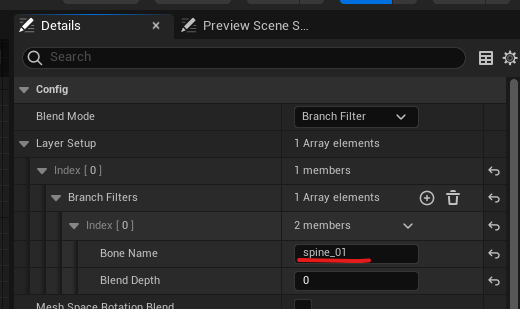 Details
Preview Scene S...
Search
Config
Blend Mode Branch Filter
Layer Setup 1 Array elements
Index [ 0 ] 1 members
Branch Filters 1 Array elements
Index [ 0 ] 2 members
Bone Name spine_01
Blend Depth 0
Mesh Space Rotation Blend